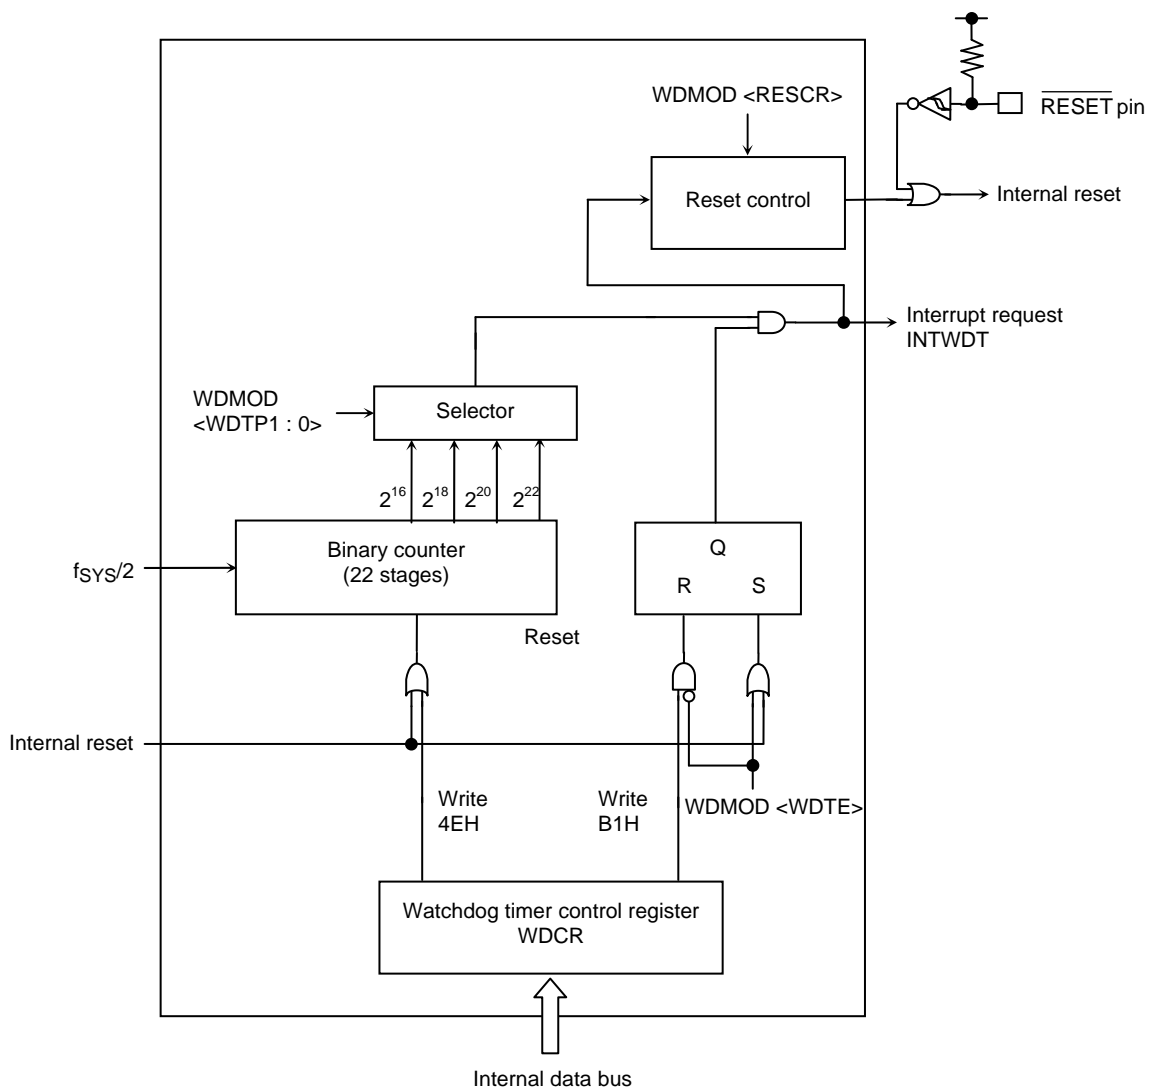 WDMOD <RESCR>
RESET pin
Reset control
Internal reset
Interrupt request
INTWDT
WDMOD
<WDTP1 : 0>
Selector
2^16 2^18 2^20 2^22
Binary counter
(22 stages)
fSYS/2
Q
R S
Reset
Internal reset
Write
4EH
Write
B1H
WDMOD <WDTE>
Watchdog timer control register
WDCR
Internal data bus